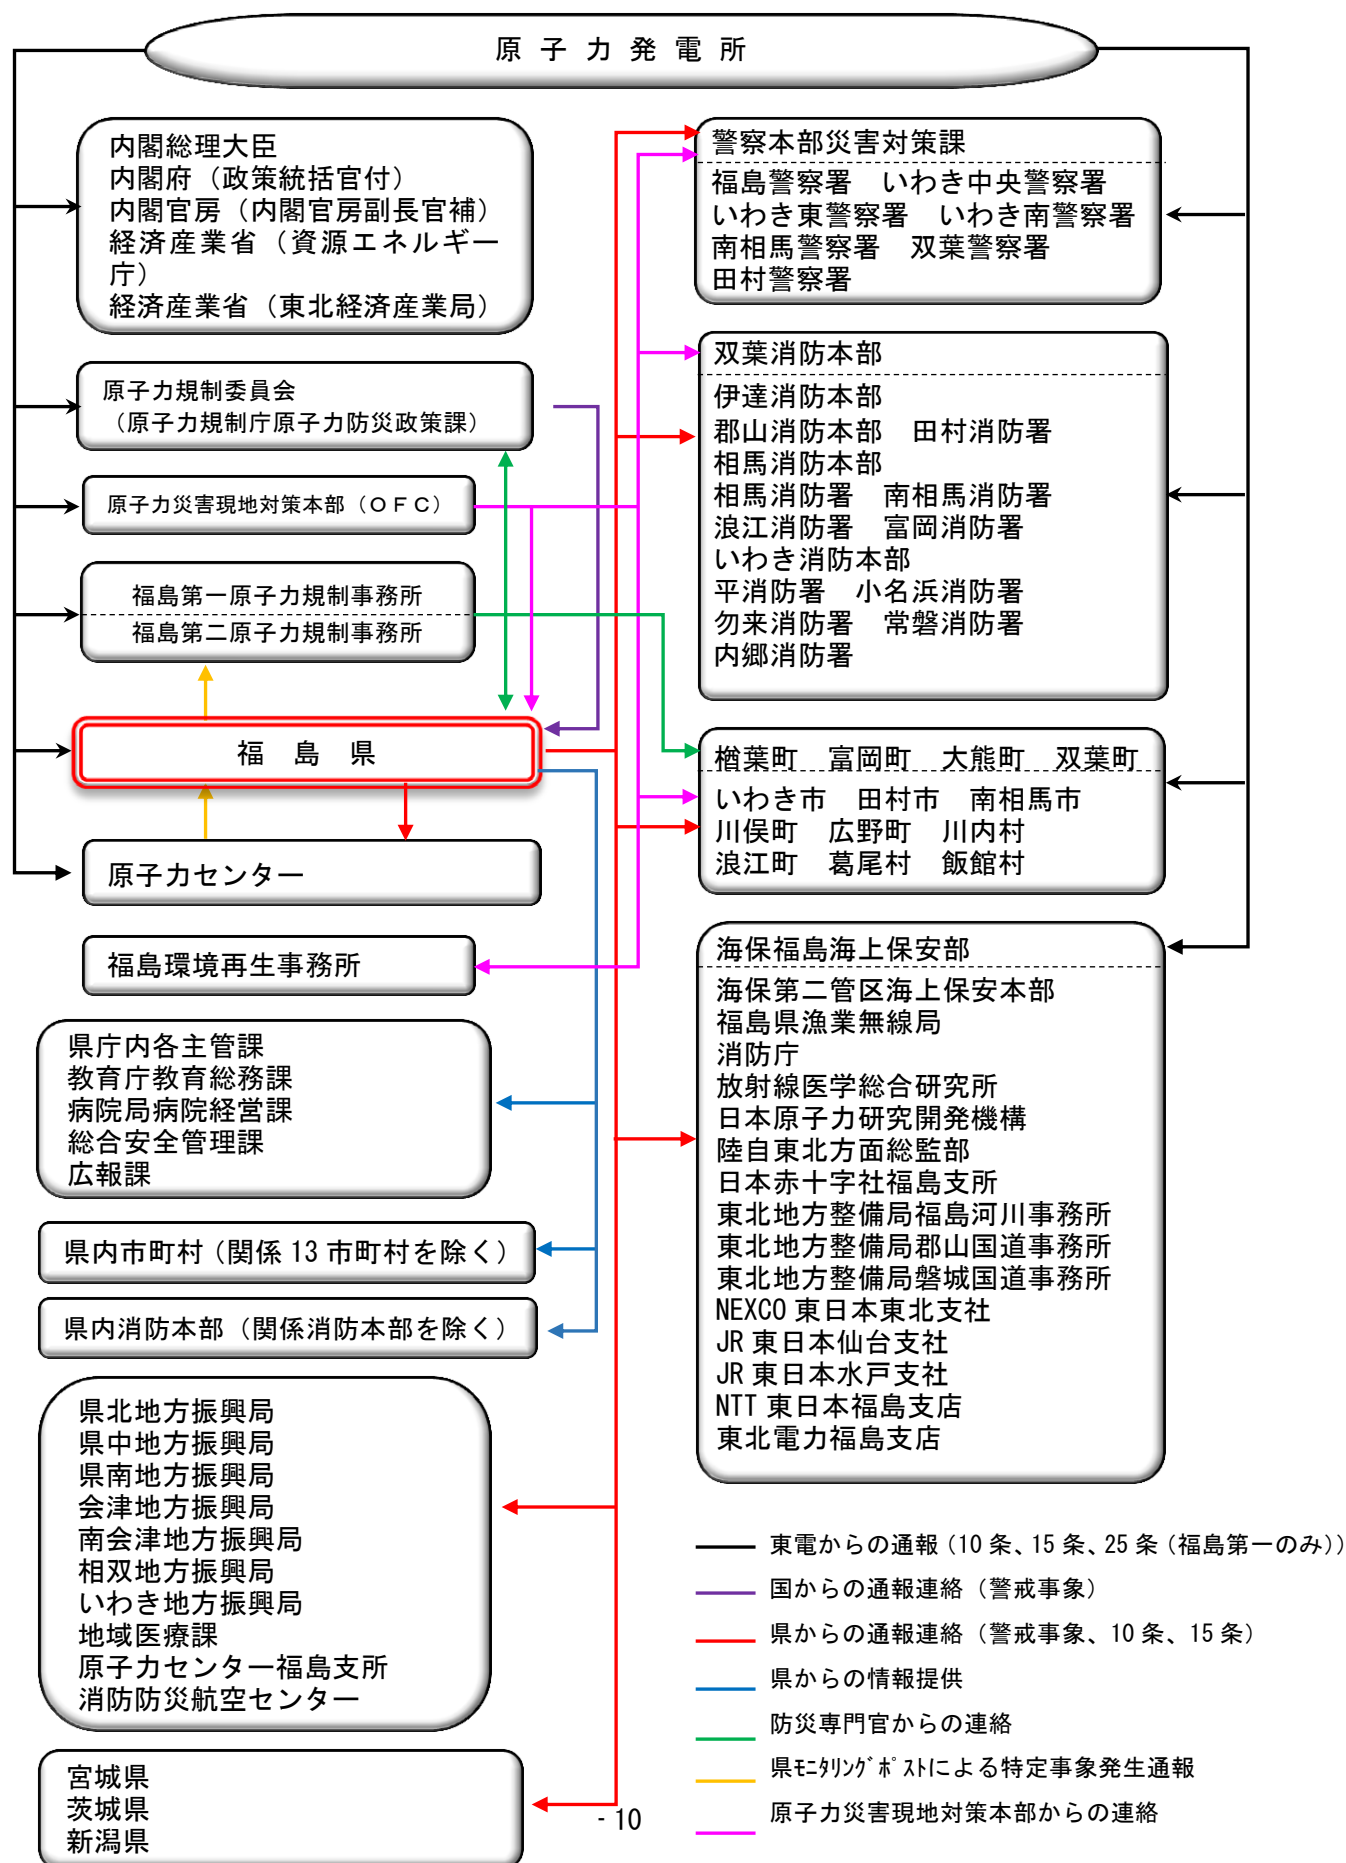 原子力発電所
内閣総理大臣
内閣府（政策統括官付）
内閣官房（内閣官房副長官補）
経済産業省（資源エネルギー
庁）
経済産業省（東北経済産業局）
原子力規制委員会
（原子力規制庁原子力防災政策課）
原子力災害現地対策本部（ＯＦＣ）
福島第一原子力規制事務所
福島第二原子力規制事務所
福島県
原子力センター
福島環境再生事務所
県庁内各主管課
教育庁教育総務課
病院局病院経営課
総合安全管理課
広報課
県内市町村（関係 13 市町村を除く）
県内消防本部（関係消防本部を除く）
県北地方振興局
県中地方振興局
県南地方振興局
会津地方振興局
南会津地方振興局
相双地方振興局
いわき地方振興局
地域医療課
原子力センター福島支所
消防防災航空センター
宮城県
茨城県
新潟県
警察本部災害対策課
福島警察署　いわき中央警察署
いわき東警察署　いわき南警察署
南相馬警察署　双葉警察署
田村警察署
双葉消防本部
伊達消防本部
郡山消防本部　田村消防署
相馬消防本部
相馬消防署　南相馬消防署
浪江消防署　富岡消防署
いわき消防本部
平消防署　小名浜消防署
勿来消防署　常磐消防署
内郷消防署
楢葉町　富岡町　大熊町　双葉町
いわき市　田村市　南相馬市
川俣町　広野町　川内村
浪江町　葛尾村　飯館村
海保福島海上保安部
海保第二管区海上保安本部
福島県漁業無線局
消防庁
放射線医学総合研究所
日本原子力研究開発機構
陸自東北方面総監部
日本赤十字社福島支所
東北地方整備局福島河川事務所
東北地方整備局郡山国道事務所
東北地方整備局磐城国道事務所
NEXCO 東日本東北支社
JR 東日本仙台支社
JR 東日本水戸支社
NTT 東日本福島支店
東北電力福島支店
東電からの通報（10 条、15 条、25 条（福島第一のみ））
国からの通報連絡（警戒事象）
県からの通報連絡（警戒事象、10 条、15 条）
県からの情報提供
防災専門官からの連絡
県ﾓﾆﾀﾘﾝｸﾞﾎﾟｽﾄによる特定事象発生通報
原子力災害現地対策本部からの連絡
- 10